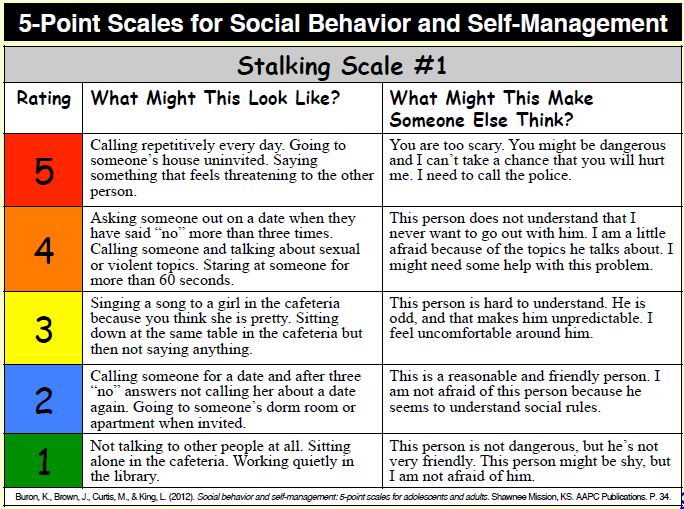 5-Point Scales for Social Behavior and Self-Management
Stalking Scale #1
Rating
What Might This Look Like?
What Might This Make
Someone Else Think?
5
Calling repetitively every day. Going to
someone's house uninvited. Saying
something that feels threatening to the other
person.
You are too scary. You might be dangerous
and I can't take a chance that you will hurt
me. I need to call the police.
4
Asking someone out on a date when they
have said "no" more than three times.
Calling someone and talking about sexual
or violent topics. Staring at someone for
more than 60 seconds.
This person does not understand that I
never want to go out with him. I am a little
afraid because of the topics he talks about. I
might need some help with this problem.
3
Singing a song to a girl in the cafeteria
because you think she is pretty. Sitting
down at the same table in the cafeteria but
then not saying anything.
This person is hard to understand. He is
odd, and that makes him unpredictable. I
feel uncomfortable around him.
2
Calling someone for a date and after three
"no" answers not calling her about a date
again. Going to someone's dorm room or
apartment when invited.
This is a reasonable and friendly person. I
am not afraid of this person because he
seems to understand social rules.
1
Not talking to other people at all. Sitting
alone in the cafeteria. Working quietly in
the library.
This person is not dangerous, but he's not
very friendly. This person might be shy, but
I am not afraid of him.
Buron, K., Brown, J., Curtis, M., & King, L. (2012). Social behavior and self-management: 5-point scales for adolescents and adults. Shawnee Mission, KS. AAPC Publications. P. 34.